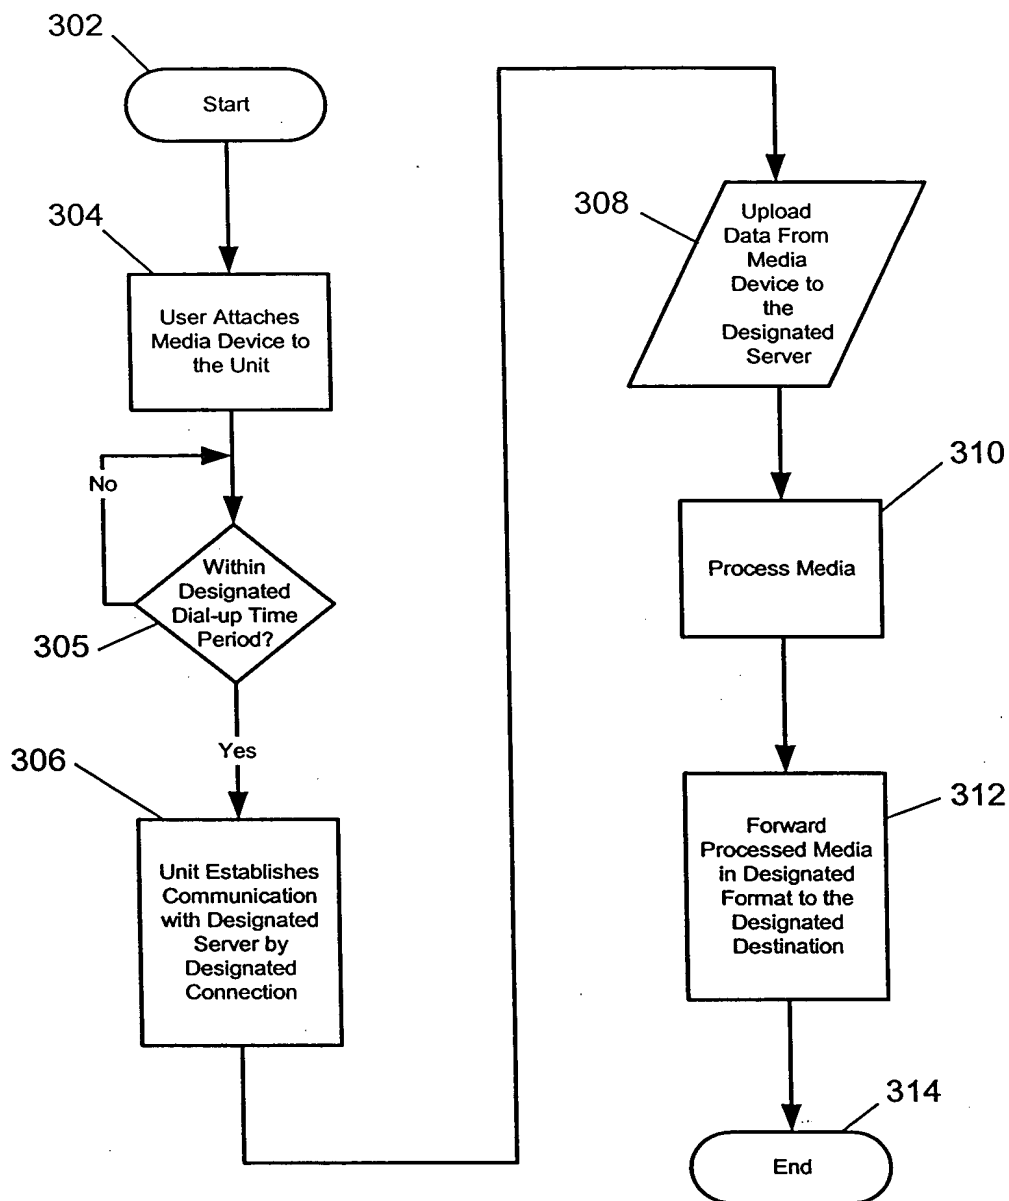 302
Start
304
User Attaches
Media Device to
the Unit
No
Within
Designated
Dial-up Time
Period?
305
Yes
306
Unit Establishes
Communication
with Designated
Server by
Designated
Connection
308
Upload
Data From
Media
Device to
the
Designated
Server
310
Process Media
312
Forward
Processed Media
in Designated
Format to the
Designated
Destination
314
End